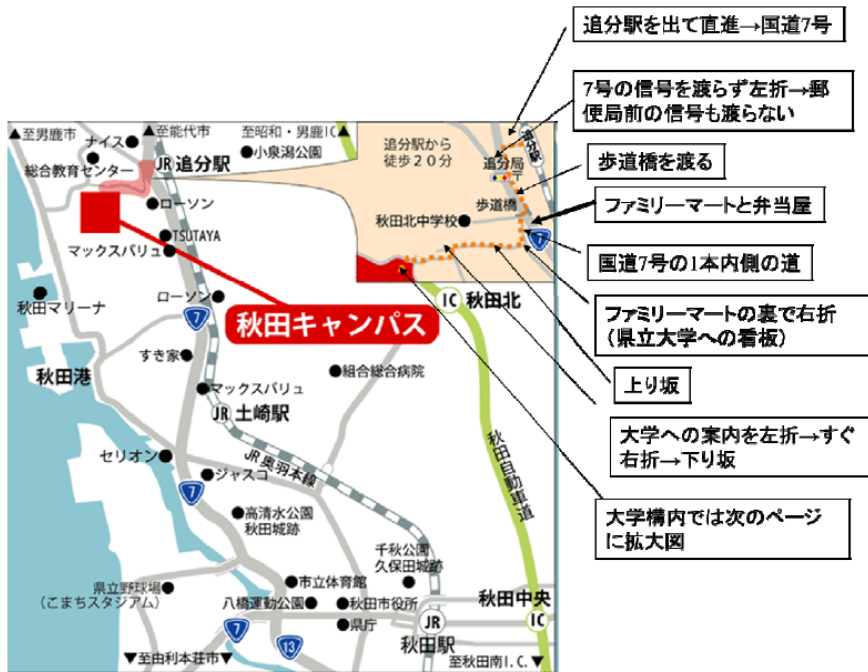 追分駅を出て直進→国道7号
7号の信号を渡らず左折→郵
便局前の信号も渡らない
歩道橋を渡る
ファミリーマートと弁当屋
国道7号の1本内側の道
ファミリーマートの裏で右折
(県立大学への看板)
上り坂
大学への案内を左折→すぐ
右折→下り坂
大学構内では次のページ
に拡大図
▲至男鹿市
▲至能代市
至昭和・男鹿IC▲
ナイス
小泉潟公園
総合教育センター
JR 追分駅
追分駅から
徒歩20分
追分局
〒
追分駅
歩道橋
秋田北中学校
7
ローソン
TSUTAYA
マックスバリュ
秋田マリーナ
ローソン
7
秋田キャンパス
IC 秋田北
すき家
秋田港
組合総合病院
マックスバリュ
JR 土崎駅
JR奥羽本線
秋田自動車道
セリオン
ジャスコ
7
高清水公園
秋田城跡
千秋公園
久保田城跡
県立野球場
(こまちスタジアム)
市立体育館
八橋運動公園
秋田市役所
県庁
秋田中央
IC
7
13
JR
秋田駅
▼至由利本荘市▼
至秋田南I.C.▼